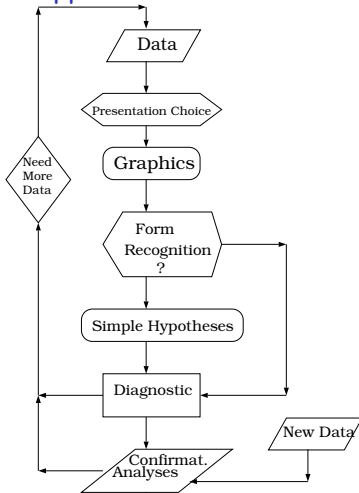 Data
Presentation Choice
Graphics
Need
More
Data
Form
Recognition
?
Simple Hypotheses
Diagnostic
New Data
Confirmat.
Analyses